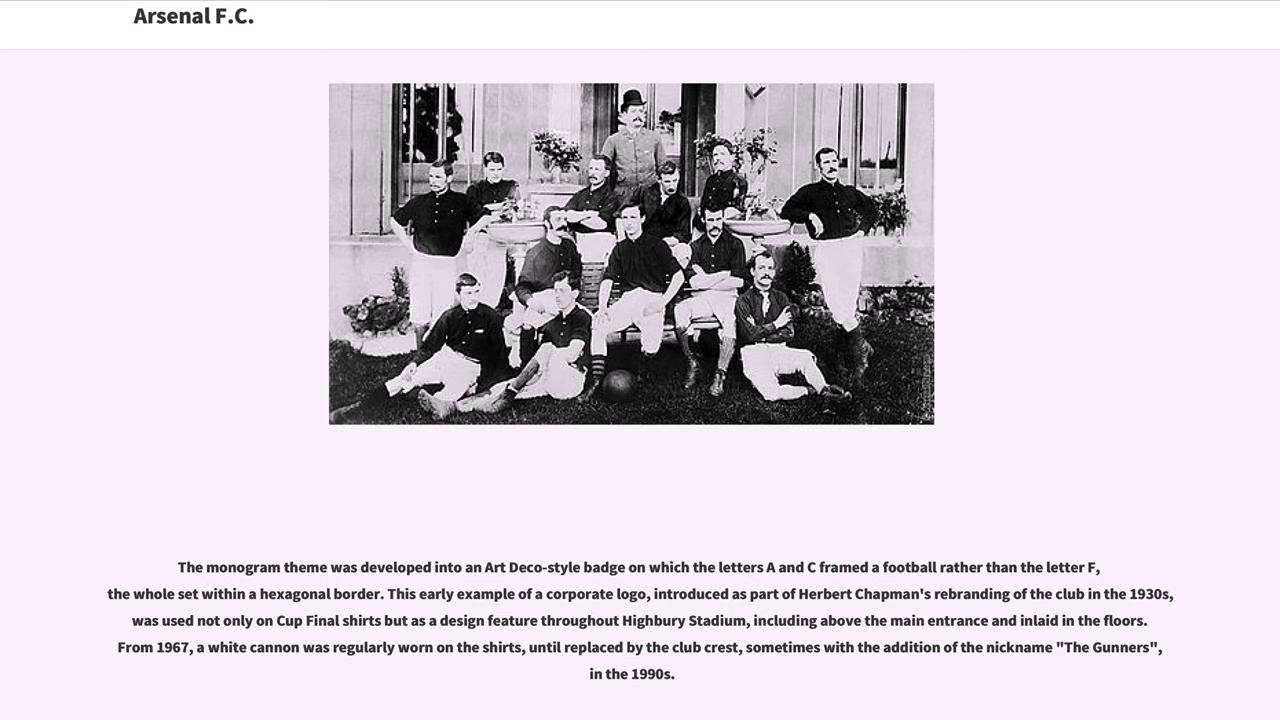 Arsenal F.C.
The monogram theme was developed into an Art Deco-style badge on which the letters A and C framed a football rather than the letter F,
the whole set within a hexagonal border. This early example of a corporate logo, introduced as part of Herbert Chapman's rebranding of the club in the 1930s,
was used not only on Cup Final shirts but as a design feature throughout Highbury Stadium, including above the main entrance and inlaid in the floors.
From 1967, a white cannon was regularly worn on the shirts, until replaced by the club crest, sometimes with the addition of the nickname "The Gunners",
in the 1990s.